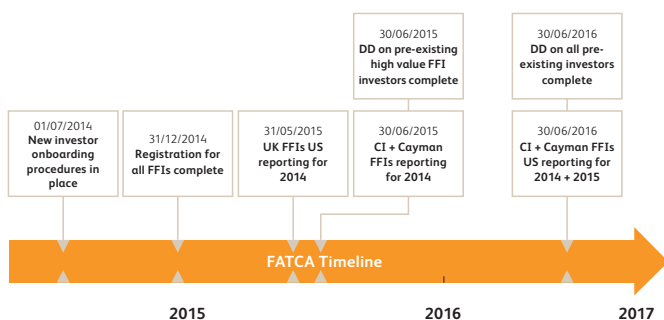 30/06/2015
DD on pre-existing
high value FFI
investors complete
30/06/2016
DD on all pre-
existing investors
complete
01/07/2014
New investor
onboarding
procedures in
place
31/12/2014
Registration for
all FFIs complete
31/05/2015
UK FFIs US
reporting for
2014
30/06/2015
CI + Cayman
FFIs reporting
for 2014
30/06/2016
CI + Cayman FFIs
US reporting for
2014 + 2015
FATCA Timeline
2015
2016
2017